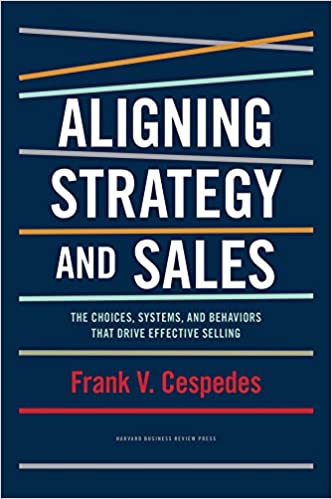 ALIGNING
STRATEGY
AND SALES
THE CHOICES, SYSTEMS, AND BEHAVIORS
THAT DRIVE EFFECTIVE SELLING
Frank V. Cespedes
HARVARD BUSINESS REVIEW PRESS